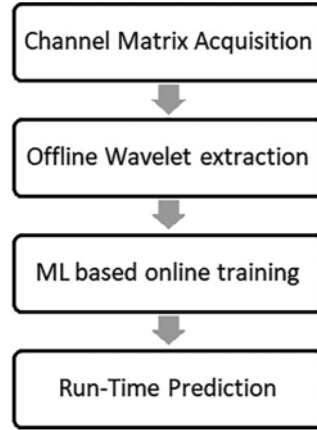 Channel Matrix Acquisition
Offline Wavelet extraction
ML based online training
Run-Time Prediction